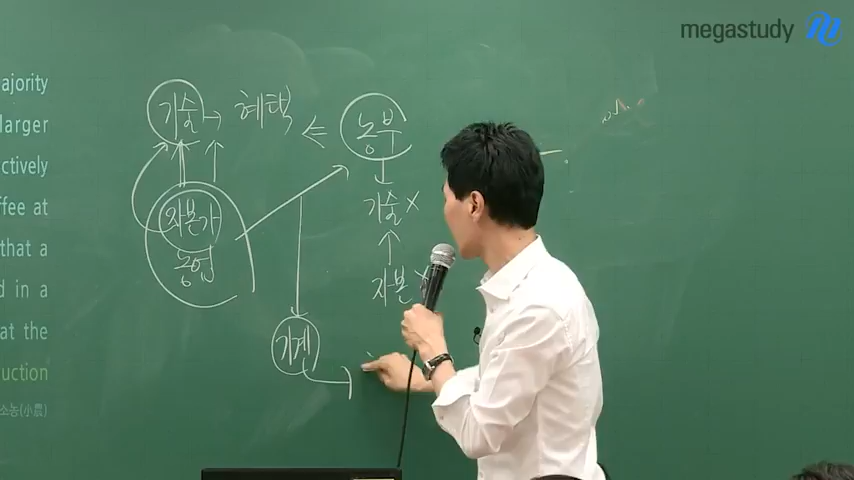 megastudy
ajority
larger
ctively
ffee at
that a
d in a
at the
uction
소농(小農)
기술 → 혜택 ⇐ 농부
기술 X
자본가
농업
자본 X
기계